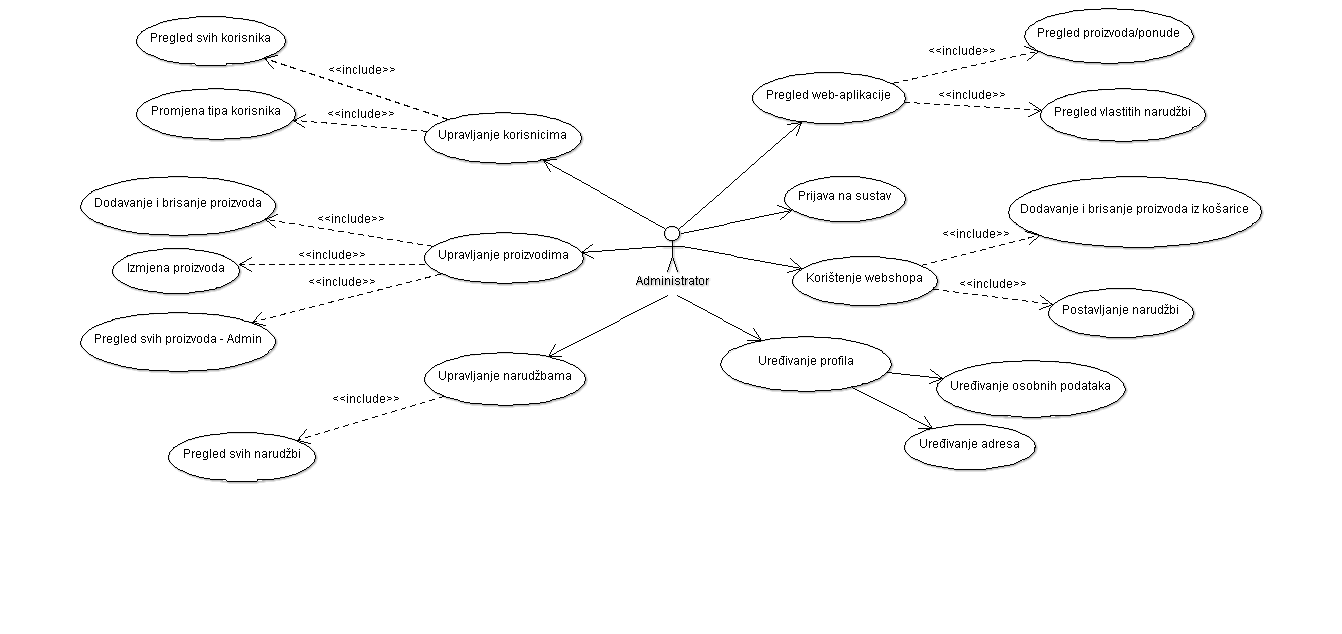 Pregled svih korisnika
<<include>>
Promjena tipa korisnika
<<include>>
Upravljanje korisnicima
Dodavanje i brisanje proizvoda
<<include>>
Izmjena proizvoda
<<include>>
Upravljanje proizvodima
<<include>>
Pregled svih proizvoda - Admin
Upravljanje narudžbama
<<include>>
Pregled svih narudžbi
Administrator
Pregled proizvoda/ponude
<<include>>
Pregled web-aplikacije
<<include>>
Pregled vlastitih narudžbi
Prijava na sustav
Dodavanje i brisanje proizvoda iz košarice
<<include>>
Korištenje webshopa
<<include>>
Postavljanje narudžbi
Uređivanje profila
Uređivanje osobnih podataka
Uređivanje adresa